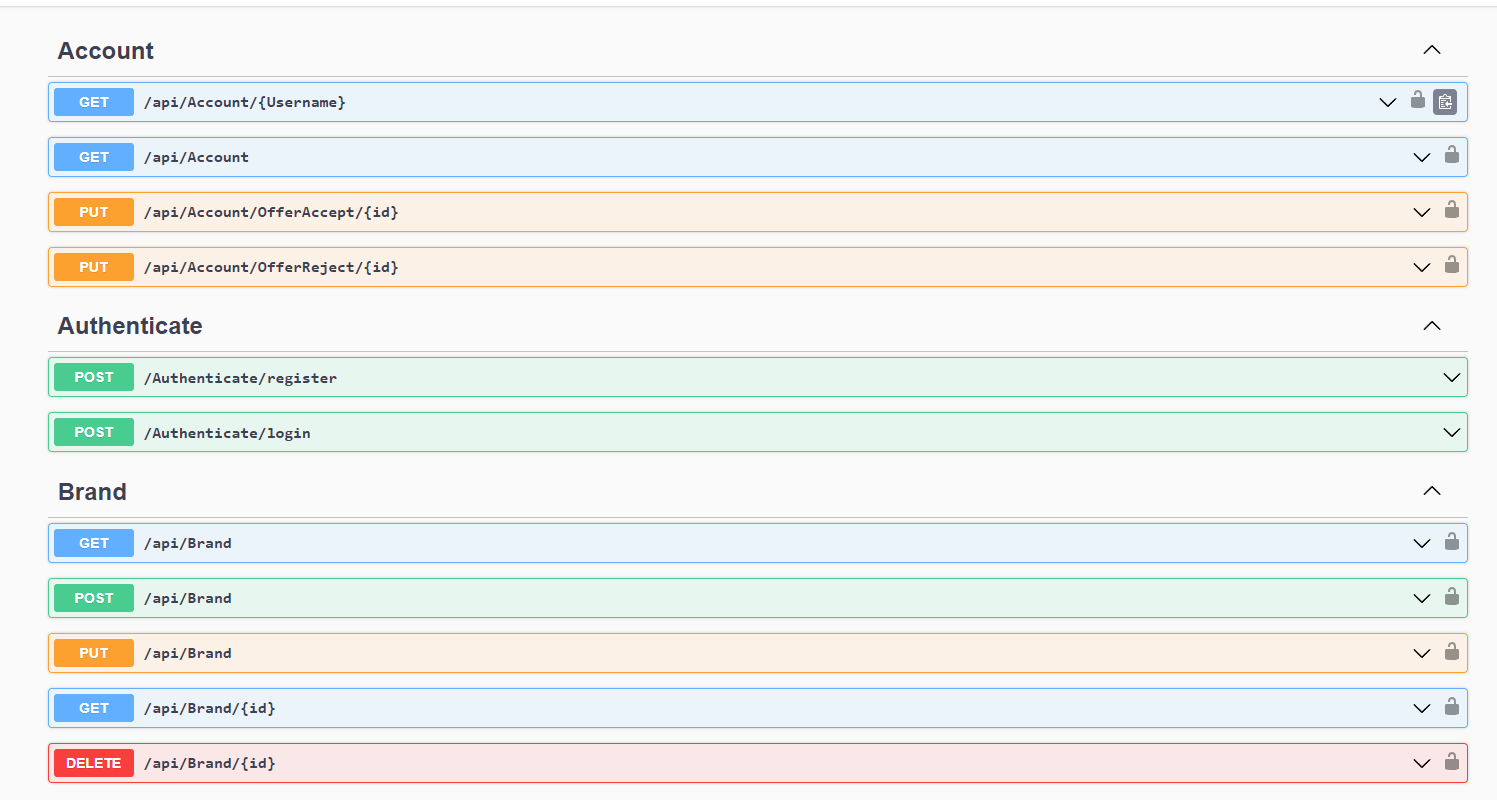 Account
GET /api/Account/{Username}
GET /api/Account
PUT /api/Account/OfferAccept/{id}
PUT /api/Account/OfferReject/{id}
Authenticate
POST /Authenticate/register
POST /Authenticate/login
Brand
GET /api/Brand
POST /api/Brand
PUT /api/Brand
GET /api/Brand/{id}
DELETE /api/Brand/{id}